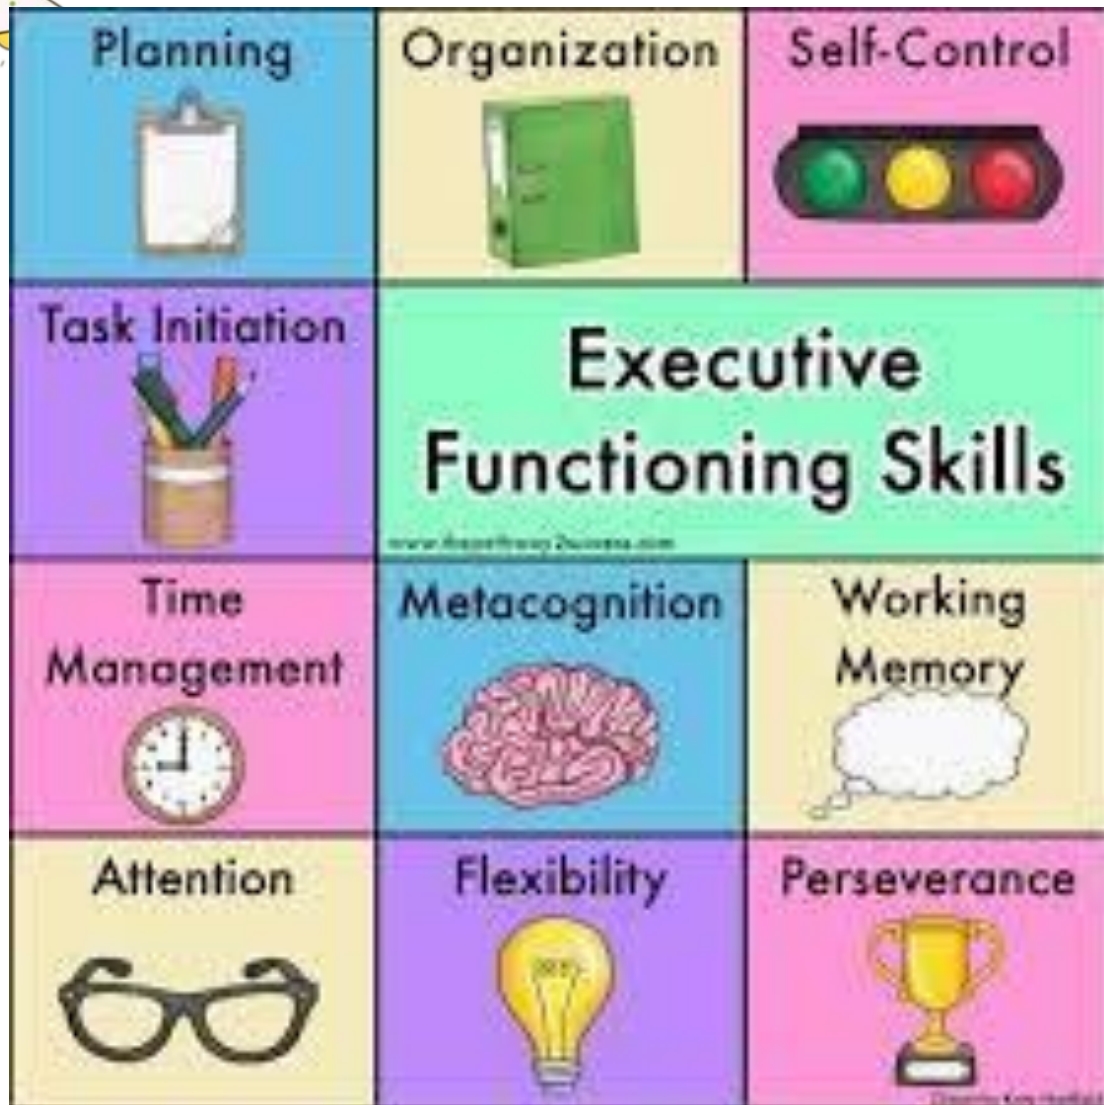 Planning
Organization
Self-Control
Task Initiation
Executive
Functioning Skills
Time
Management
Metacognition
Working
Memory
Attention
Flexibility
Perseverance